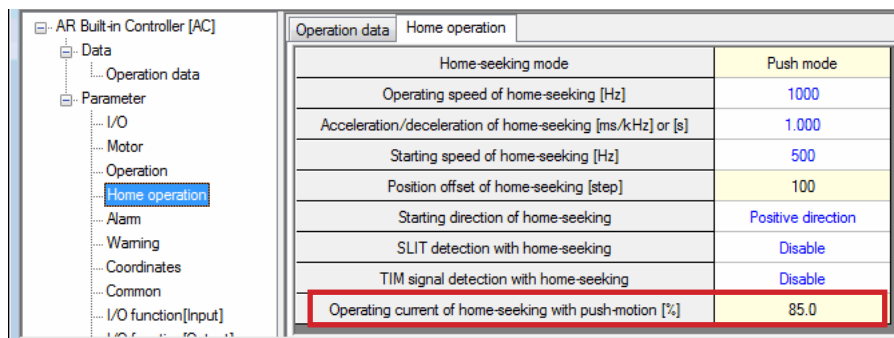 AR Built-in Controller [AC]
Data
Operation data
Parameter
I/O
Motor
Operation
Home operation
Alarm
Warning
Coordinates
Common
I/O function[Input]
I/O function[Output]
Operation data Home operation
Home-seeking mode Push mode
Operating speed of home-seeking [Hz] 1000
Acceleration/deceleration of home-seeking [ms/kHz] or [s] 1.000
Starting speed of home-seeking [Hz] 500
Position offset of home-seeking [step] 100
Starting direction of home-seeking Positive direction
SLIT detection with home-seeking Disable
TIM signal detection with home-seeking Disable
Operating current of home-seeking with push-motion [%] 85.0